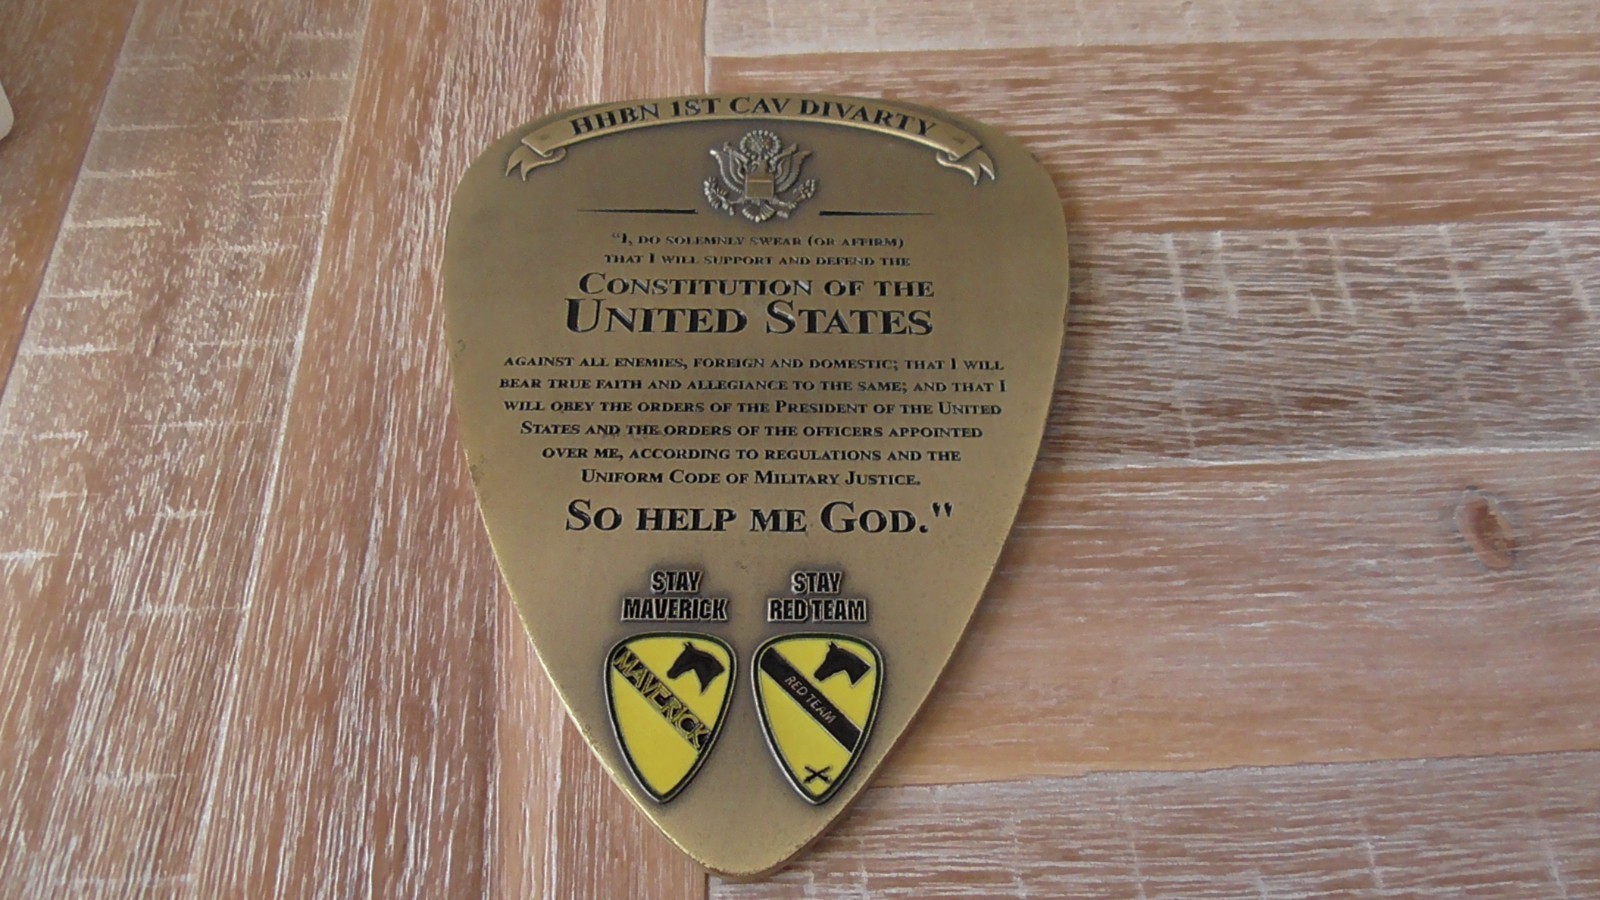 HHBN 1ST CAV DIVARTY
"I, DO SOLEMNLY SWEAR (OR AFFIRM)
THAT I WILL SUPPORT AND DEFEND THE
CONSTITUTION OF THE
UNITED STATES
AGAINST ALL ENEMIES, FOREIGN AND DOMESTIC; THAT I WILL
BEAR TRUE FAITH AND ALLEGIANCE TO THE SAME; AND THAT I
WILL OBEY THE ORDERS OF THE PRESIDENT OF THE UNITED
STATES AND THE ORDERS OF THE OFFICERS APPOINTED
OVER ME, ACCORDING TO REGULATIONS AND THE
UNIFORM CODE OF MILITARY JUSTICE.
SO HELP ME GOD."
STAY
MAVERICK
STAY
RED TEAM
MAVERICK
RED TEAM